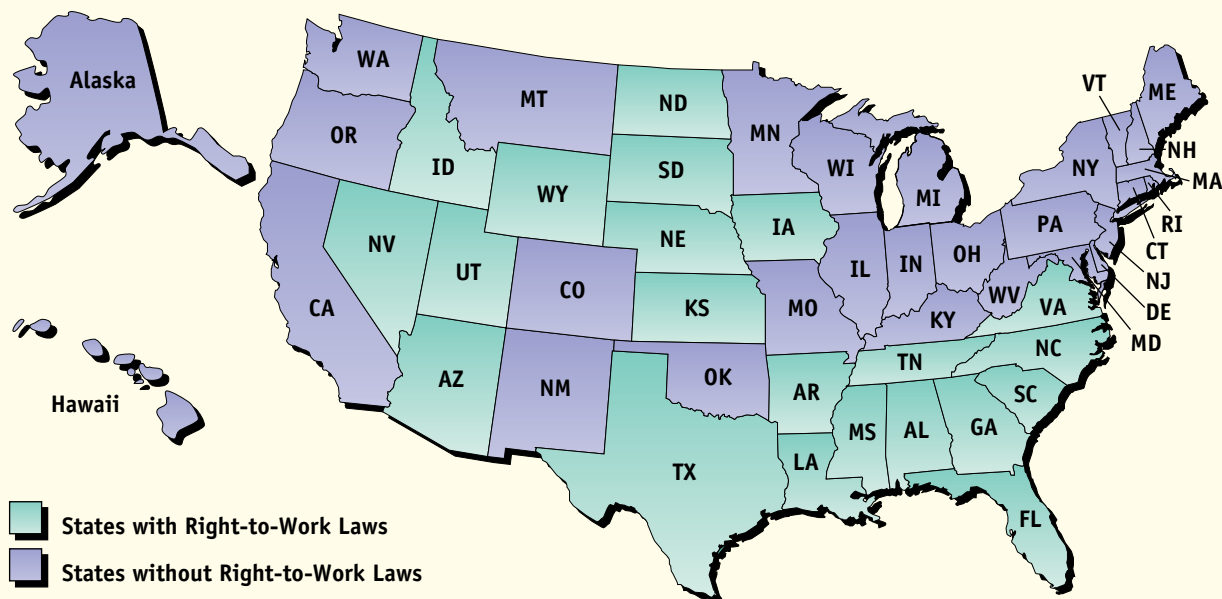 Alaska
WA
OR
CA
ID
NV
MT
WY
UT
AZ
CO
NM
ND
SD
NE
KS
OK
TX
MN
IA
MO
AR
LA
WI
IL
MS
MI
IN
KY
TN
AL
OH
WV
GA
FL
SC
NC
VA
PA
NY
VT
ME
NH
MA
RI
CT
NJ
DE
MD
Hawaii
States with Right-to-Work Laws
States without Right-to-Work Laws